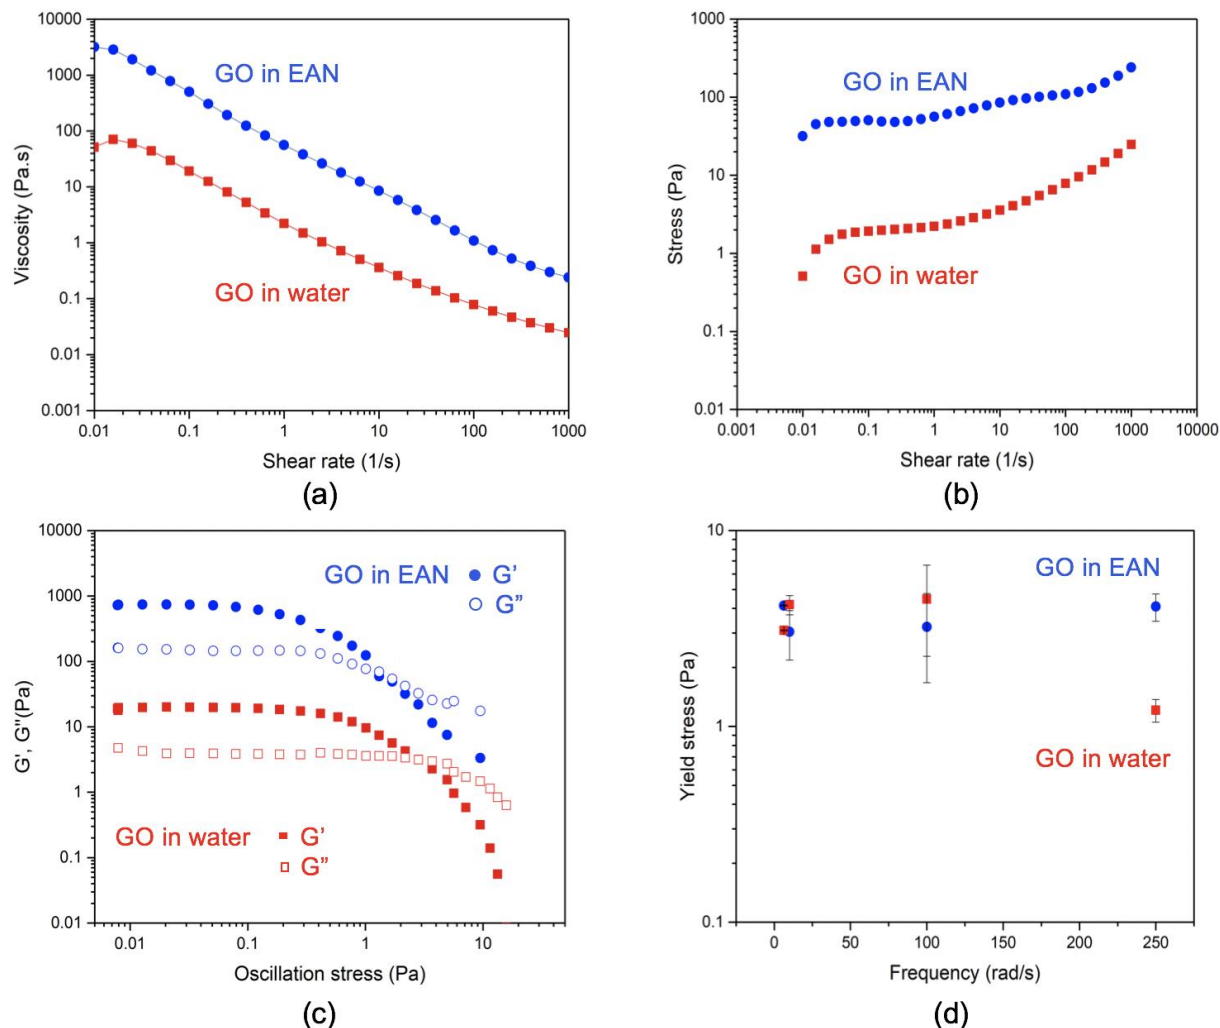 10000
1000
100
10
1
0.1
0.01
0.001
Viscosity (Pa.s)
GO in EAN
GO in water
0.01 0.1 1 10 100 1000
Shear rate (1/s)
(a)
1000
100
10
1
0.1
0.01
Stress (Pa)
GO in EAN
GO in water
0.001 0.01 0.1 1 10 100 1000 10000
Shear rate (1/s)
(b)
10000
1000
100
10
1
0.1
0.01
G', G''(Pa)
GO in EAN G'
G''
GO in water G'
G''
0.01 0.1 1 10
Oscillation stress (Pa)
(c)
10
1
0.1
Yield stress (Pa)
GO in EAN
GO in water
0 50 100 150 200 250
Frequency (rad/s)
(d)